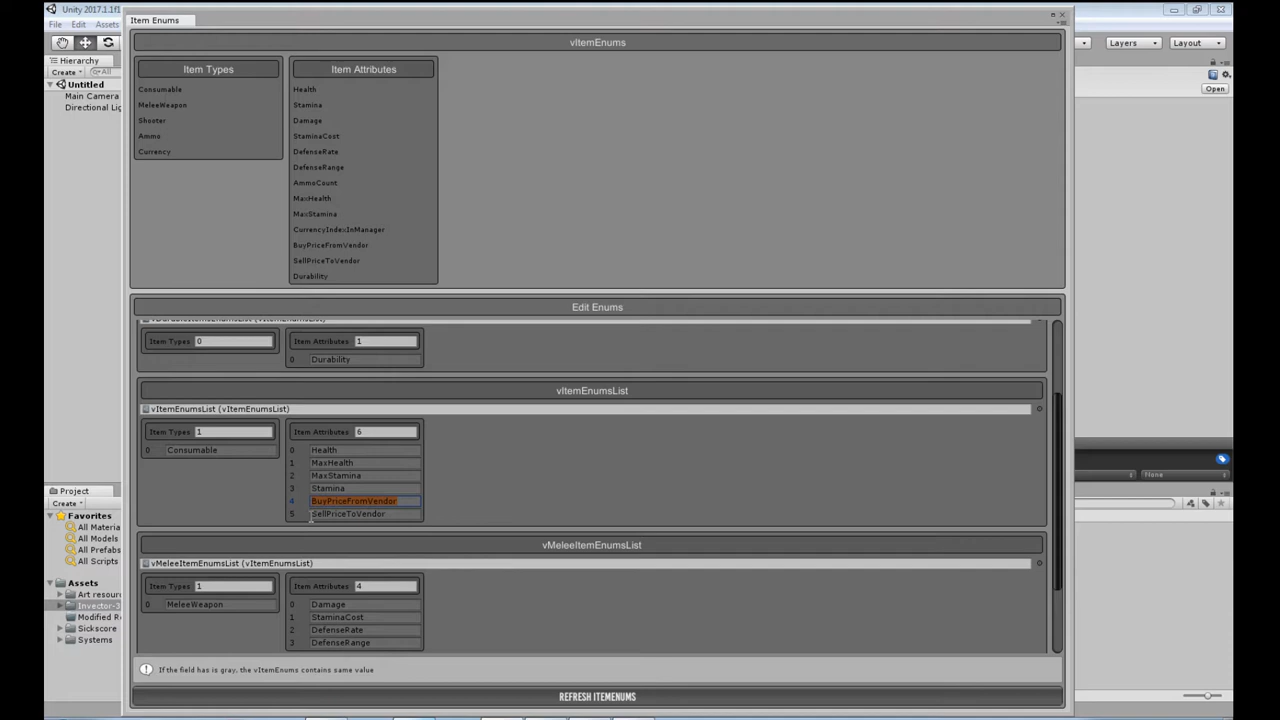 Unity 2017.1.1f1
Item Enums
File Edit Assets
Layers
Layout
Hierarchy
Create
All
Untitled
Main Camera
Directional Lig
Open
vItemEnums
Item Types
Consumable
MeleeWeapon
Shooter
Ammo
Currency
Item Attributes
Health
Stamina
Damage
StaminaCost
DefenseRate
DefenseRange
AmmoCount
MaxHealth
MaxStamina
CurrencyIndexInManager
BuyPriceFromVendor
SellPriceToVendor
Durability
Edit Enums
Item Types 0
Item Attributes 1
0 Durability
vItemEnumsList
vItemEnumsList (vItemEnumsList)
Item Types 1
0 Consumable
Item Attributes 6
0 Health
1 MaxHealth
2 MaxStamina
3 Stamina
4 BuyPriceFromVendor
5 SellPriceToVendor
vMeleeItemEnumsList
vMeleeItemEnumsList (vItemEnumsList)
Item Types 1
0 MeleeWeapon
Item Attributes 4
0 Damage
1 StaminaCost
2 DefenseRate
3 DefenseRange
If the field has is gray, the vItemEnums contains same value
REFRESH ITEMENUMS
None
Project
Create
Favorites
All Materia
All Models
All Prefabs
All Scripts
Assets
Art resourc
Invector-3
Modified Re
Sickscore
Systems